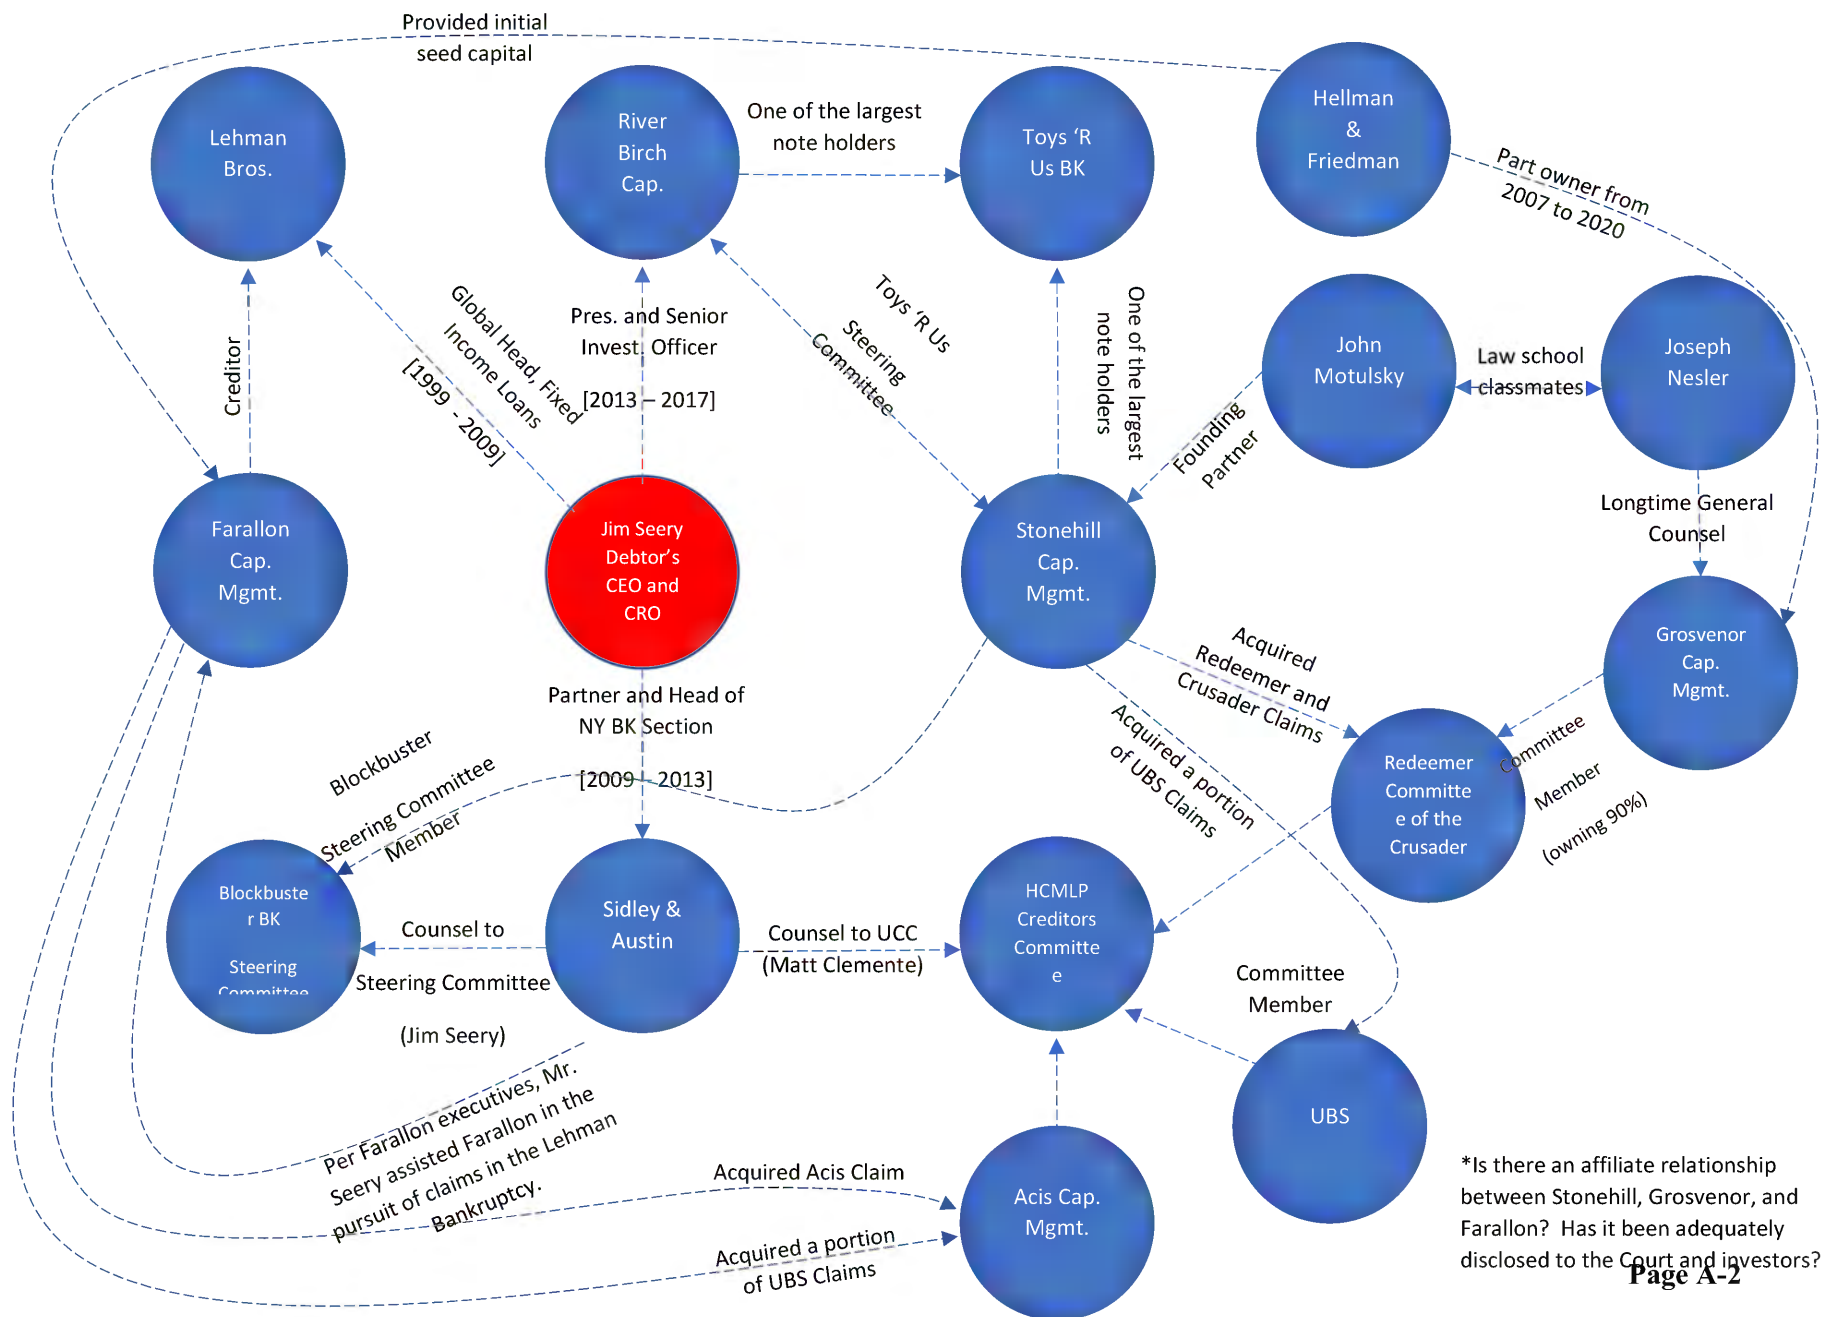 Provided initial
seed capital
Lehman
Bros.
River
Birch
Cap.
One of the largest
note holders
Toys ‘R
Us BK
Hellman
&
Friedman
Part owner from
2007 to 2020
Creditor
Global Head, Fixed
Income Loans
[1999 - 2009]
Pres. and Senior
Invest. Officer
[2013 – 2017]
Toys ‘R Us
Steering
Committee
One of the largest
note holders
John
Motulsky
Law school
classmates
Joseph
Nesler
Founding
Partner
Longtime General
Counsel
Farallon
Cap.
Mgmt.
Jim Seery
Debtor’s
CEO and
CRO
Stonehill
Cap.
Mgmt.
Grosvenor
Cap.
Mgmt.
Partner and Head of
NY BK Section
[2009 – 2013]
Acquired
Redeemer and
Crusader Claims
Acquired a portion
of UBS Claims
Redeemer
Committe
e of the
Crusader
Committee
Member
(owning 90%)
Blockbuster
Steering Committee
Member
Blockbuste
r BK
Steering
Committee
Counsel to
Steering Committee
(Jim Seery)
Sidley &
Austin
Counsel to UCC
(Matt Clemente)
HCMLP
Creditors
Committe
e
Committee
Member
UBS
Per Farallon executives, Mr.
Seery assisted Farallon in the
pursuit of claims in the Lehman
Bankruptcy.
Acquired Acis Claim
Acquired a portion
of UBS Claims
Acis Cap.
Mgmt.
*Is there an affiliate relationship
between Stonehill, Grosvenor, and
Farallon?  Has it been adequately
disclosed to the Court and investors?
Page A-2